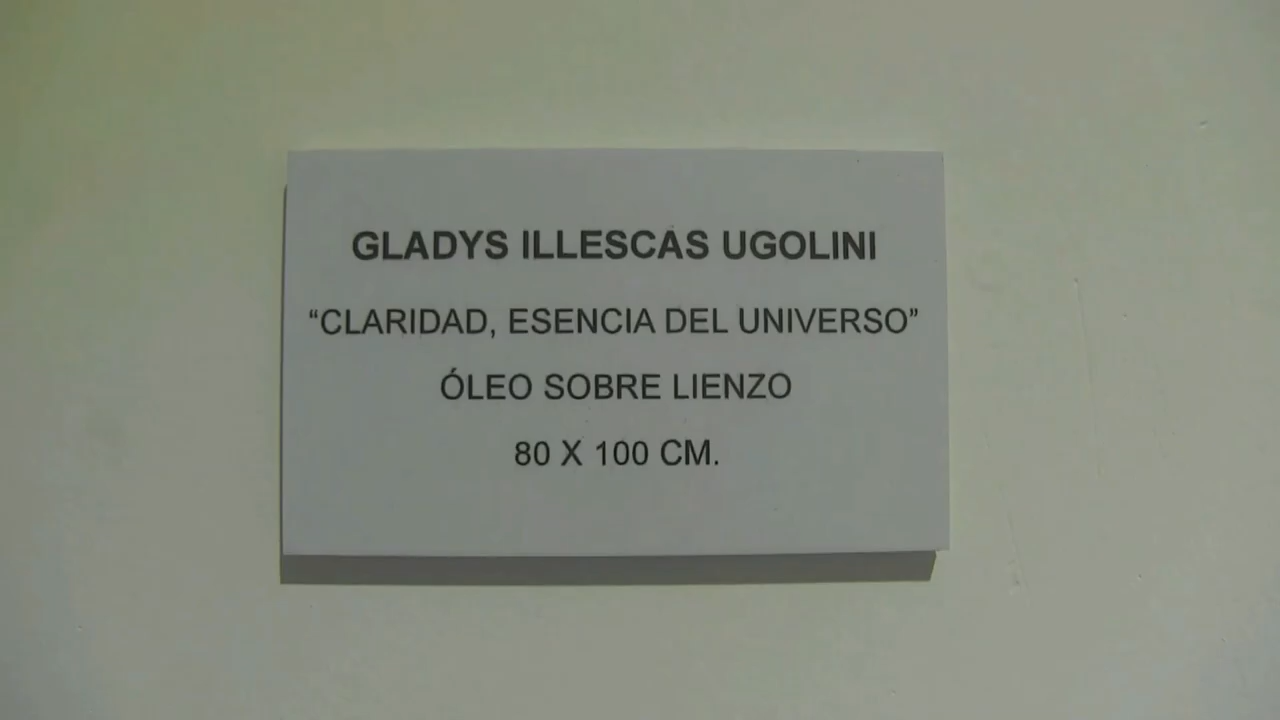 GLADYS ILLESCAS UGOLINI
“CLARIDAD, ESENCIA DEL UNIVERSO”
ÓLEO SOBRE LIENZO
80 X 100 CM.